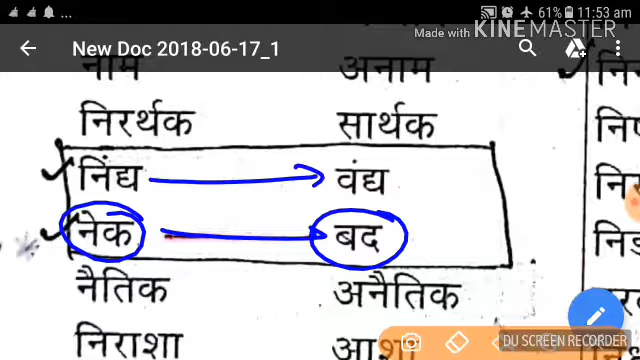 ... 61% 11:53 am
Made with KINEMASTER
New Doc 2018-06-17_1
नाम अनाम
निरर्थक सार्थक
निंद्य वंद्य
नेक बद
नैतिक अनैतिक
निराशा आशा
DU SCREEN RECORDER